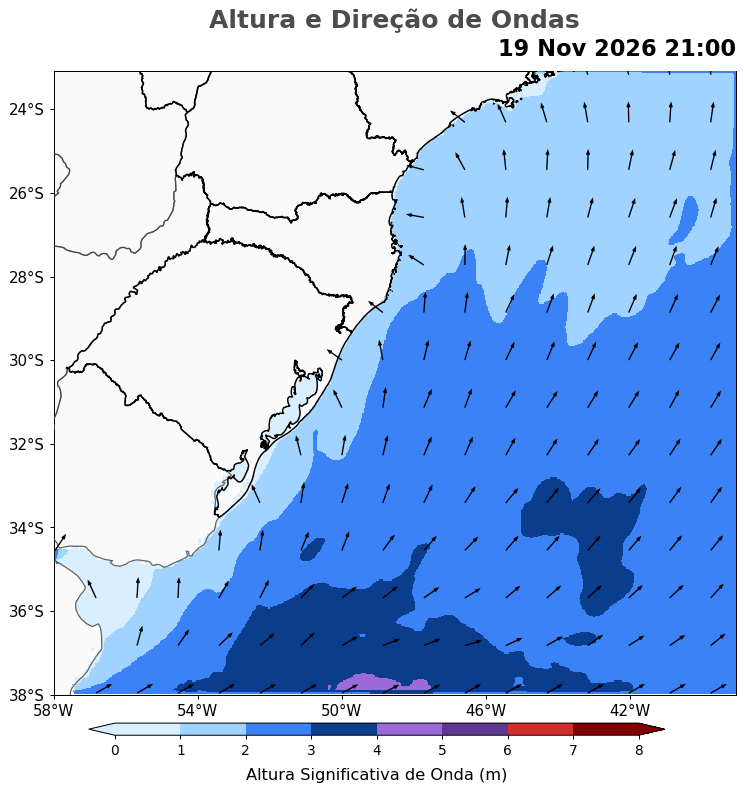 Altura e Direção de Ondas
19 Nov 2026 21:00
24°S
26°S
28°S
30°S
32°S
34°S
36°S
38°S
58°W 54°W 50°W 46°W 42°W
0 1 2 3 4 5 6 7 8
Altura Significativa de Onda (m)